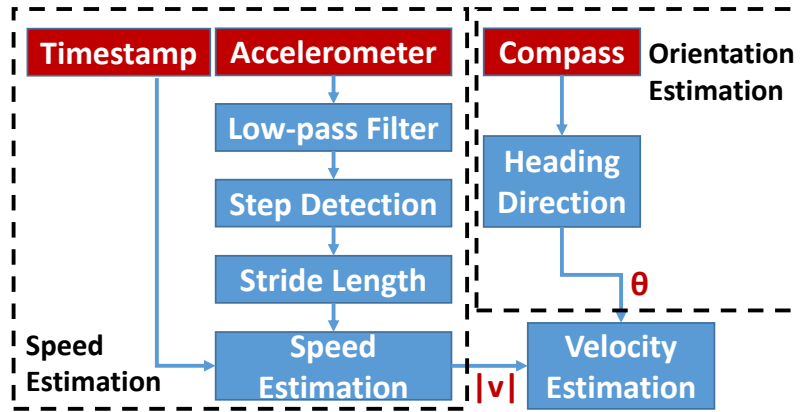 Timestamp
Accelerometer
Low-pass Filter
Step Detection
Stride Length
Speed
Estimation
Speed
Estimation
|v|
Compass
Orientation
Estimation
Heading
Direction
θ
Velocity
Estimation